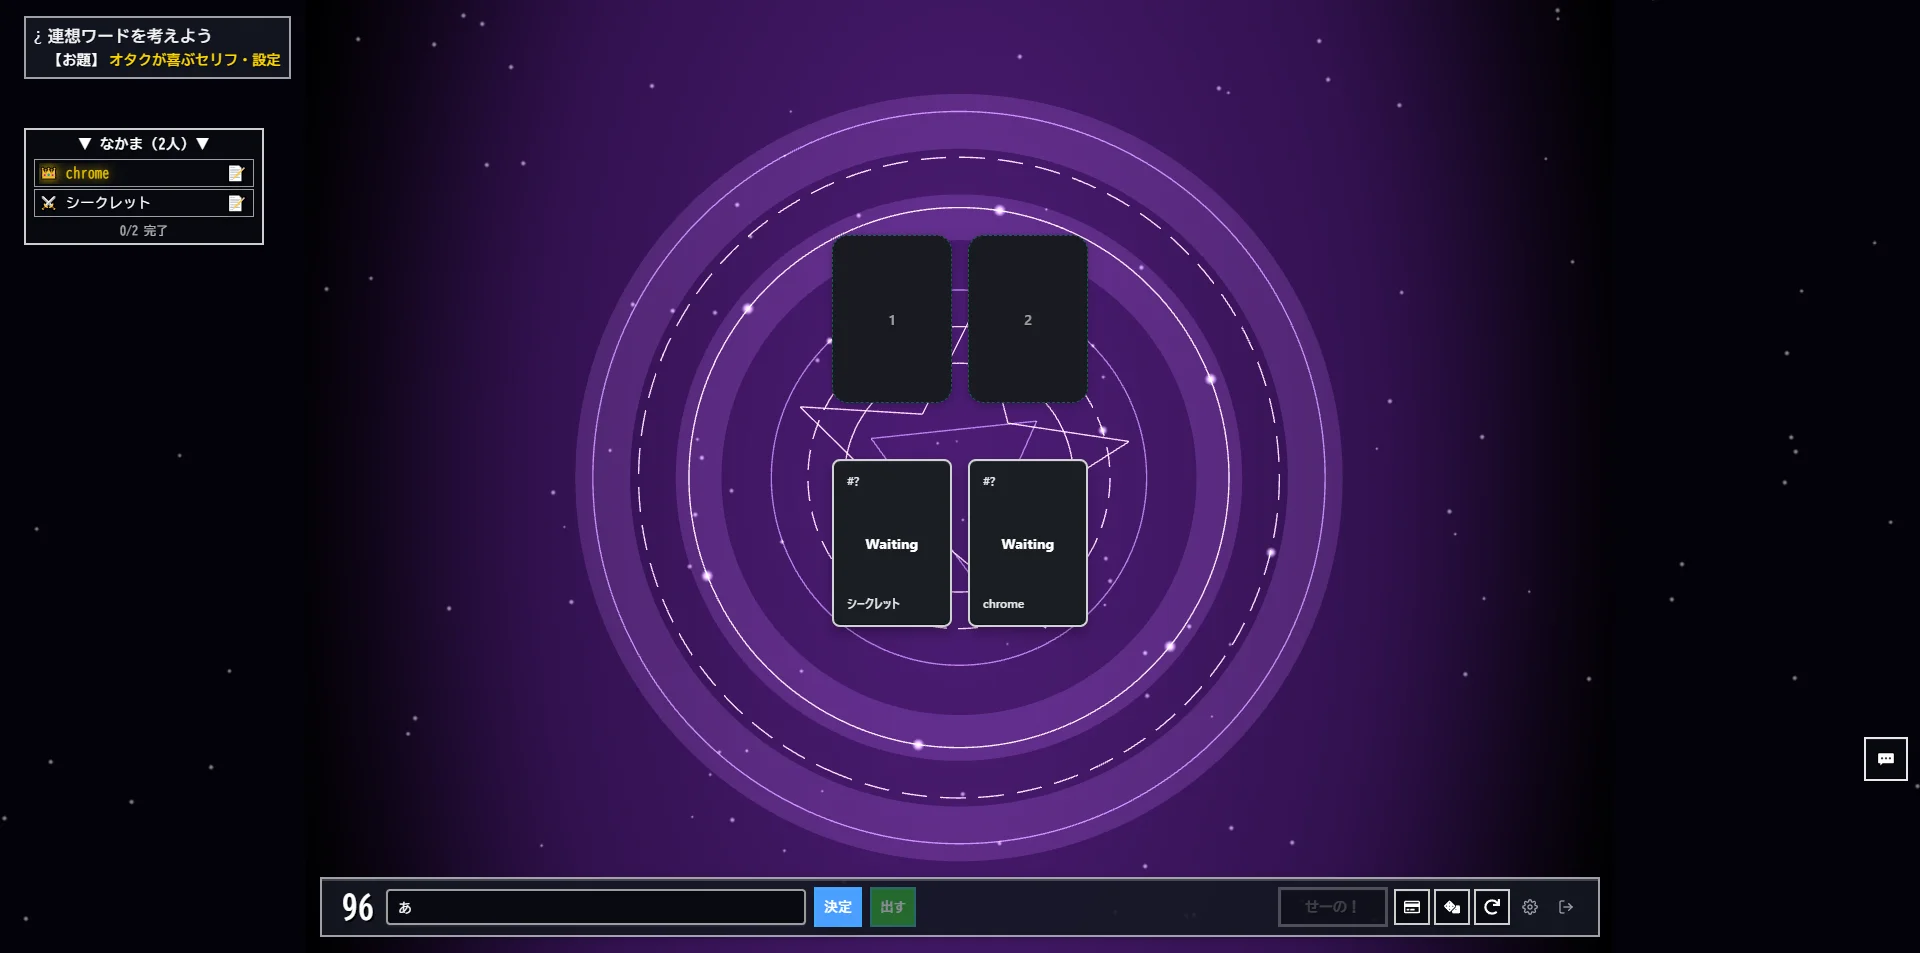 ¿ 連想ワードを考えよう
【お題】 オタクが喜ぶセリフ・設定
▼ なかま（2人）▼
chrome
シークレット
0/2 完了
1
2
#?
Waiting
シークレット
#?
Waiting
chrome
96
あ
決定
出す
せーの！